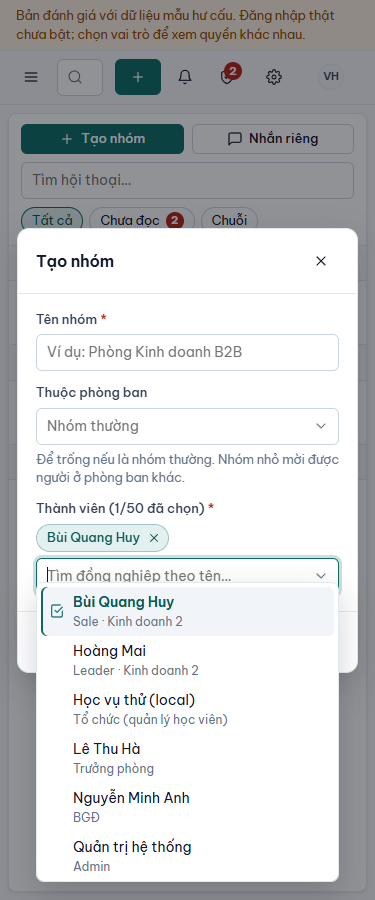 Bản đánh giá với dữ liệu mẫu hư cấu. Đăng nhập thật
chưa bật; chọn vai trò để xem quyền khác nhau.
2
VH
Tạo nhóm
Nhắn riêng
Tìm hội thoại...
Tất cả
Chưa đọc 2
Chuỗi
Tạo nhóm
Tên nhóm *
Ví dụ: Phòng Kinh doanh B2B
Thuộc phòng ban
Nhóm thường
Để trống nếu là nhóm thường. Nhóm nhỏ mời được
người ở phòng ban khác.
Thành viên (1/50 đã chọn) *
Bùi Quang Huy
Tìm đồng nghiệp theo tên...
Bùi Quang Huy
Sale · Kinh doanh 2
Hoàng Mai
Leader · Kinh doanh 2
Học vụ thử (local)
Tổ chức (quản lý học viên)
Lê Thu Hà
Trưởng phòng
Nguyễn Minh Anh
BGĐ
Quản trị hệ thống
Admin